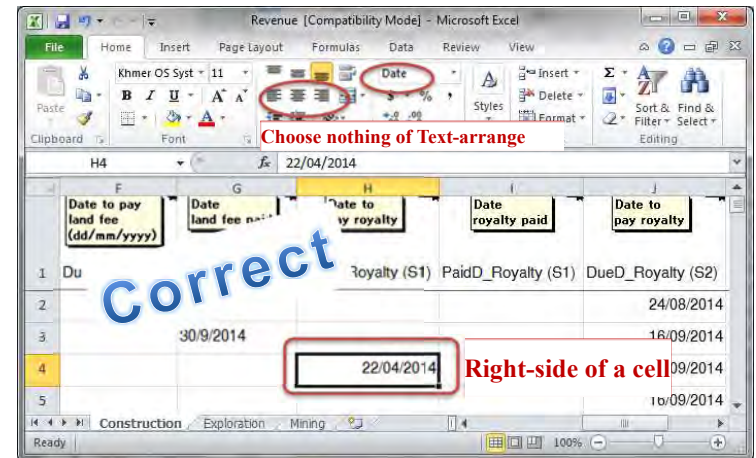 Revenue [Compatibility Mode] - Microsoft Excel
File Home Insert Page Layout Formulas Data Review View
Paste
Khmer OS Syst 11
B I U A A
Date
$ % ,
Styles
Insert
Delete
Format
Σ
Sort & Filter
Find & Select
Clipboard Font Editing
Choose nothing of Text-arrange
H4 fx 22/04/2014
F G H I J
Date to pay land fee (dd/mm/yyyy)
Date land fee
Date to royalty
Date royalty paid
Date to pay royalty
1 Du Royalty (S1) PaidD_Royalty (S1) DueD_Royalty (S2)
Correct
2 24/08/2014
3 30/9/2014 16/09/2014
4 22/04/2014 Right-side of a cell 09/2014
5 16/09/2014
Construction Exploration Mining
Ready 100%